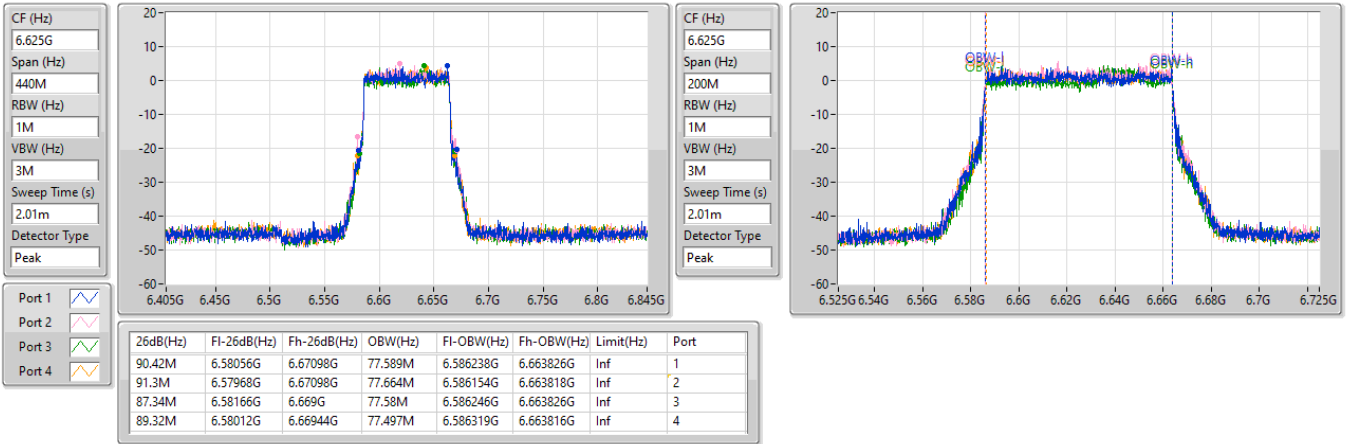 CF (Hz)
6.625G
Span (Hz)
440M
RBW (Hz)
1M
VBW (Hz)
3M
Sweep Time (s)
2.01m
Detector Type
Peak
20
10
0
-10
-20
-30
-40
-50
-60
6.405G 6.45G 6.5G 6.55G 6.6G 6.65G 6.7G 6.75G 6.8G 6.845G
CF (Hz)
6.625G
Span (Hz)
200M
RBW (Hz)
1M
VBW (Hz)
3M
Sweep Time (s)
2.01m
Detector Type
Peak
20
10
0
-10
-20
-30
-40
-50
-60
OBW-l OBW-h
6.525G 6.54G 6.56G 6.58G 6.6G 6.62G 6.64G 6.66G 6.68G 6.7G 6.725G
Port 1
Port 2
Port 3
Port 4
26dB(Hz) Fl-26dB(Hz) Fh-26dB(Hz) OBW(Hz) Fl-OBW(Hz) Fh-OBW(Hz) Limit(Hz) Port
90.42M 6.58056G 6.67098G 77.589M 6.586238G 6.663826G Inf 1
91.3M 6.57968G 6.67098G 77.664M 6.586154G 6.663818G Inf 2
87.34M 6.58166G 6.669G 77.58M 6.586246G 6.663826G Inf 3
89.32M 6.58012G 6.66944G 77.497M 6.586319G 6.663816G Inf 4